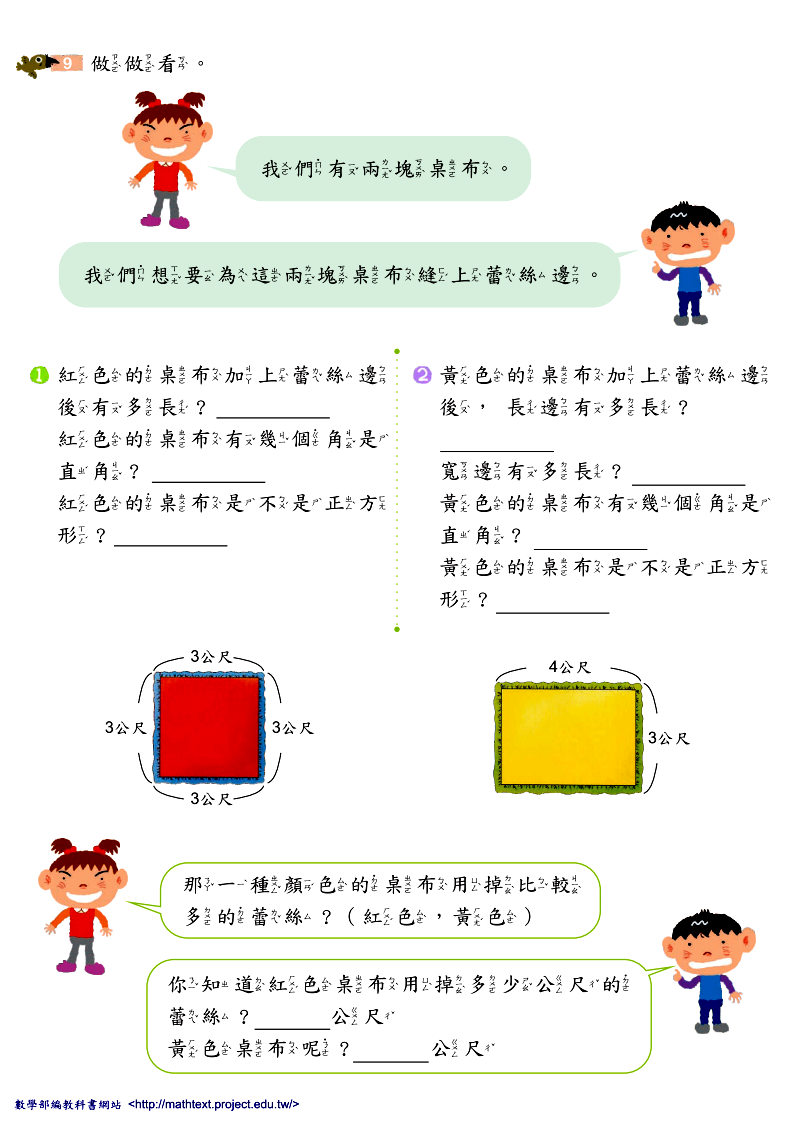 9 做做看。
我們有兩塊桌布。
我們想要為這兩塊桌布縫上蕾絲邊。
1 紅色的桌布加上蕾絲邊
後有多長？
紅色的桌布有幾個角是
直角？
紅色的桌布是不是正方
形？
2 黃色的桌布加上蕾絲邊
後，長邊有多長？
寬邊有多長？
黃色的桌布有幾個角是
直角？
黃色的桌布是不是正方
形？
3公尺
3公尺
3公尺
3公尺
4公尺
3公尺
那一種顏色的桌布用掉比較
多的蕾絲？（紅色，黃色）
你知道紅色桌布用掉多少公尺的
蕾絲？ 公尺
黃色桌布呢？ 公尺
數學部編教科書網站 <http://mathtext.project.edu.tw/>